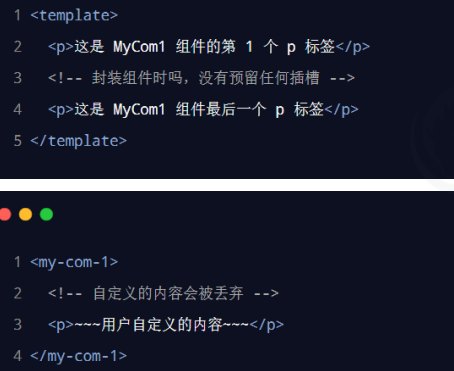 1 <template>
2 <p>这是 MyCom1 组件的第 1 个 p 标签</p>
3 <!-- 封装组件时吗，没有预留任何插槽 -->
4 <p>这是 MyCom1 组件最后一个 p 标签</p>
5 </template>
1 <my-com-1>
2 <!-- 自定义的内容会被丢弃 -->
3 <p>~~~用户自定义的内容~~~</p>
4 </my-com-1>